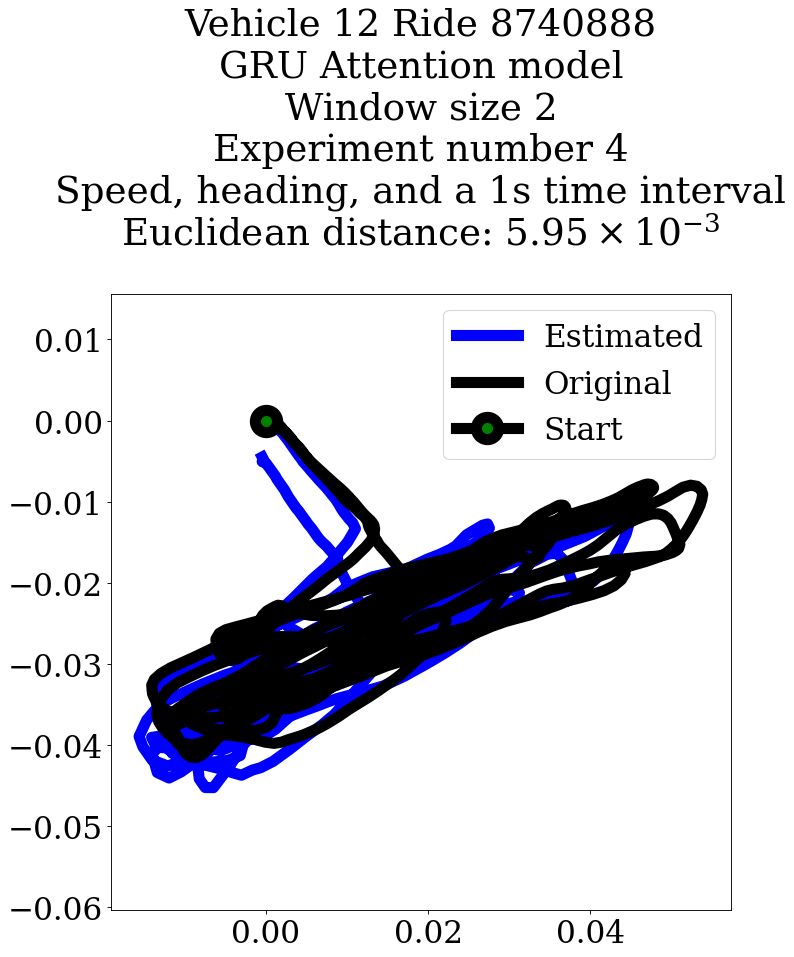 Vehicle 12 Ride 8740888
GRU Attention model
Window size 2
Experiment number 4
Speed, heading, and a 1s time interval
Euclidean distance: 5.95 × 10⁻³
Estimated
Original
Start
0.01
0.00
−0.01
−0.02
−0.03
−0.04
−0.05
−0.06
0.00 0.02 0.04